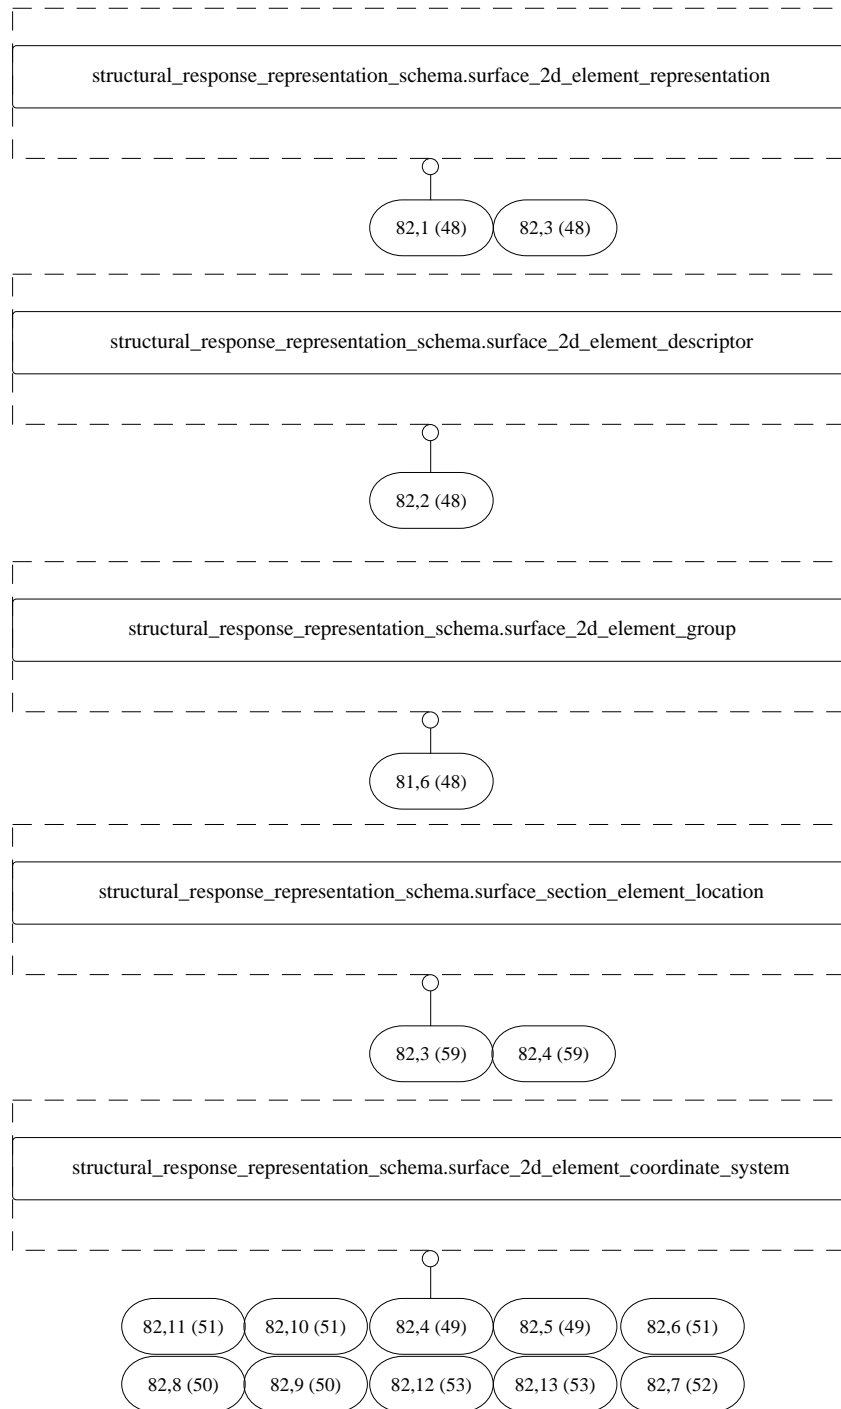 structural_response_representation_schema.surface_2d_element_representation
82,1 (48) 82,3 (48)
structural_response_representation_schema.surface_2d_element_descriptor
82,2 (48)
structural_response_representation_schema.surface_2d_element_group
81,6 (48)
structural_response_representation_schema.surface_section_element_location
82,3 (59) 82,4 (59)
structural_response_representation_schema.surface_2d_element_coordinate_system
82,11 (51) 82,10 (51) 82,4 (49) 82,5 (49) 82,6 (51)
82,8 (50) 82,9 (50) 82,12 (53) 82,13 (53) 82,7 (52)